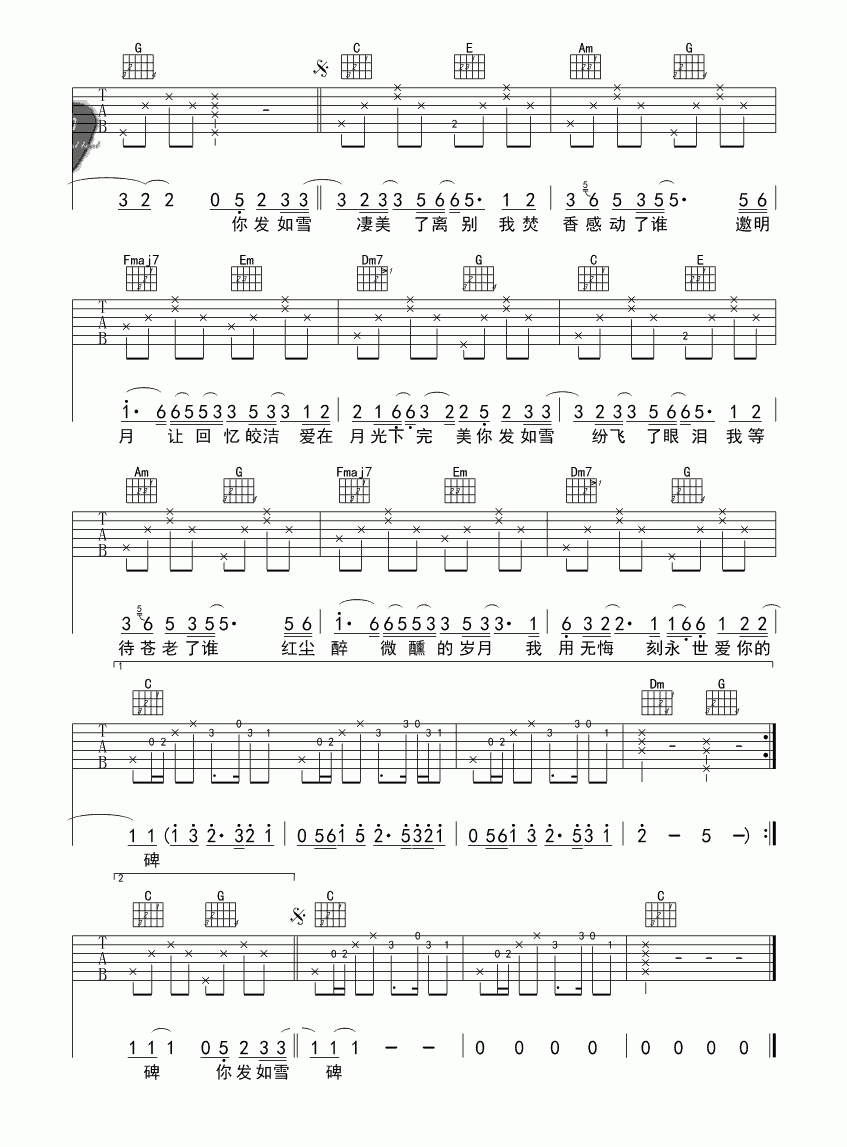 G C E Am G
T
A
B
2
3 2 2 0 5 2 3 3 3 2 3 3 5 6 6 5· 1 2 3 5 6 5 3 5 5· 5 6
你发如雪 凄美 了离 别 我焚 香感动了谁 邀明
Fmaj7 Em Dm7 G C E
T
A
B
2
1· 6 6 5 5 3 3 5 3 3 1 2 2 1 6 6 3 2 2 5 2 3 3 3 2 3 3 5 6 6 5· 1 2
月 让 回 忆 皎洁 爱在 月光下 完 美你发如雪 纷飞 了眼 泪 我等
Am G Fmaj7 Em Dm7 G
T
A
B
3 5 6 5 3 5 5· 5 6 1· 6 6 5 5 3 3 5 3 3· 1 6 3 2 2· 1 1 6 6 1 2 2
待苍老了谁 红尘 醉 微 醺 的岁月 我 用无悔 刻永世爱你的
1
C Dm G
T
A
B
0 2 3 0 3 1 0 2 3 3 0 3 1 0 2 3 3 0 1
1 1 (1 3 2· 3 2 1 0 5 6 1 5 2· 5 3 2 1 0 5 6 1 3 2· 5 3 1 2 – 5 –) :
碑
2
C G C C
T
A
B
0 2 3 0 3 1 0 2 3 3 0 1
1 1 1 0 5 2 3 3 1 1 1 – – 0 0 0 0 0 0 0 0
碑 你发如雪 碑